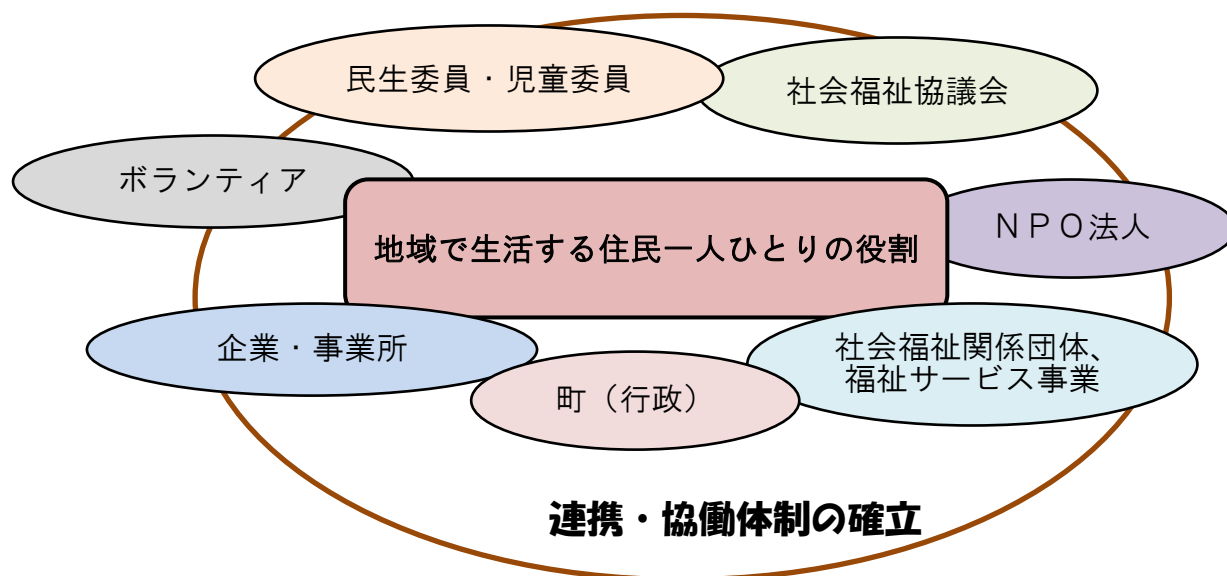 民生委員・児童委員
社会福祉協議会
ボランティア
地域で生活する住民一人ひとりの役割
ＮＰＯ法人
企業・事業所
社会福祉関係団体、
福祉サービス事業
町（行政）
連携・協働体制の確立